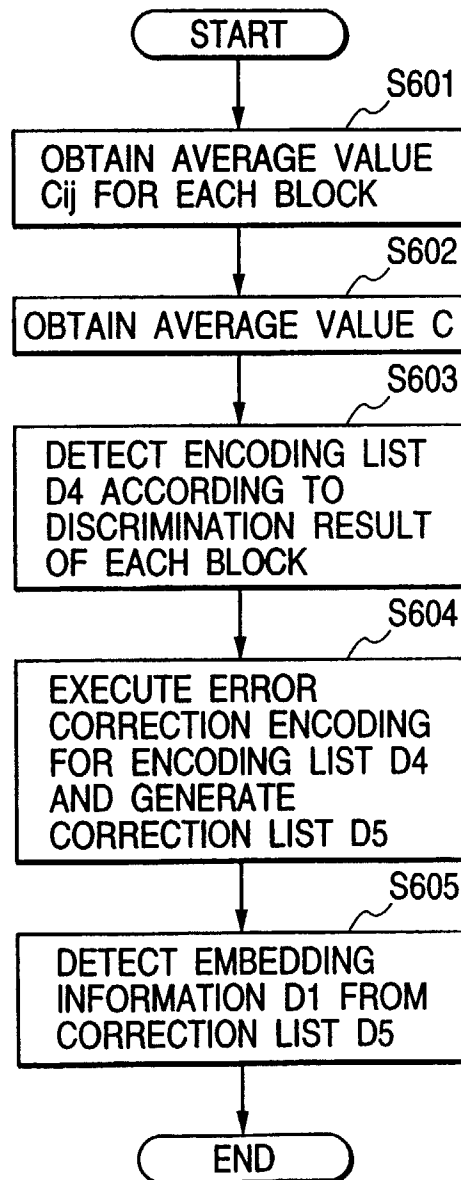 START
S601
OBTAIN AVERAGE VALUE
Cij FOR EACH BLOCK
S602
OBTAIN AVERAGE VALUE C
S603
DETECT ENCODING LIST
D4 ACCORDING TO
DISCRIMINATION RESULT
OF EACH BLOCK
S604
EXECUTE ERROR
CORRECTION ENCODING
FOR ENCODING LIST D4
AND GENERATE
CORRECTION LIST D5
S605
DETECT EMBEDDING
INFORMATION D1 FROM
CORRECTION LIST D5
END